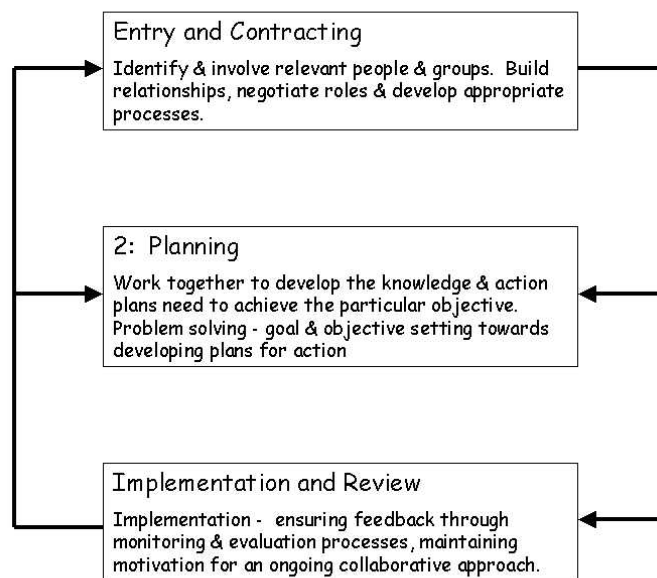 Entry and Contracting
Identify & involve relevant people & groups. Build
relationships, negotiate roles & develop appropriate
processes.
2: Planning
Work together to develop the knowledge & action
plans need to achieve the particular objective.
Problem solving - goal & objective setting towards
developing plans for action
Implementation and Review
Implementation - ensuring feedback through
monitoring & evaluation processes, maintaining
motivation for an ongoing collaborative approach.